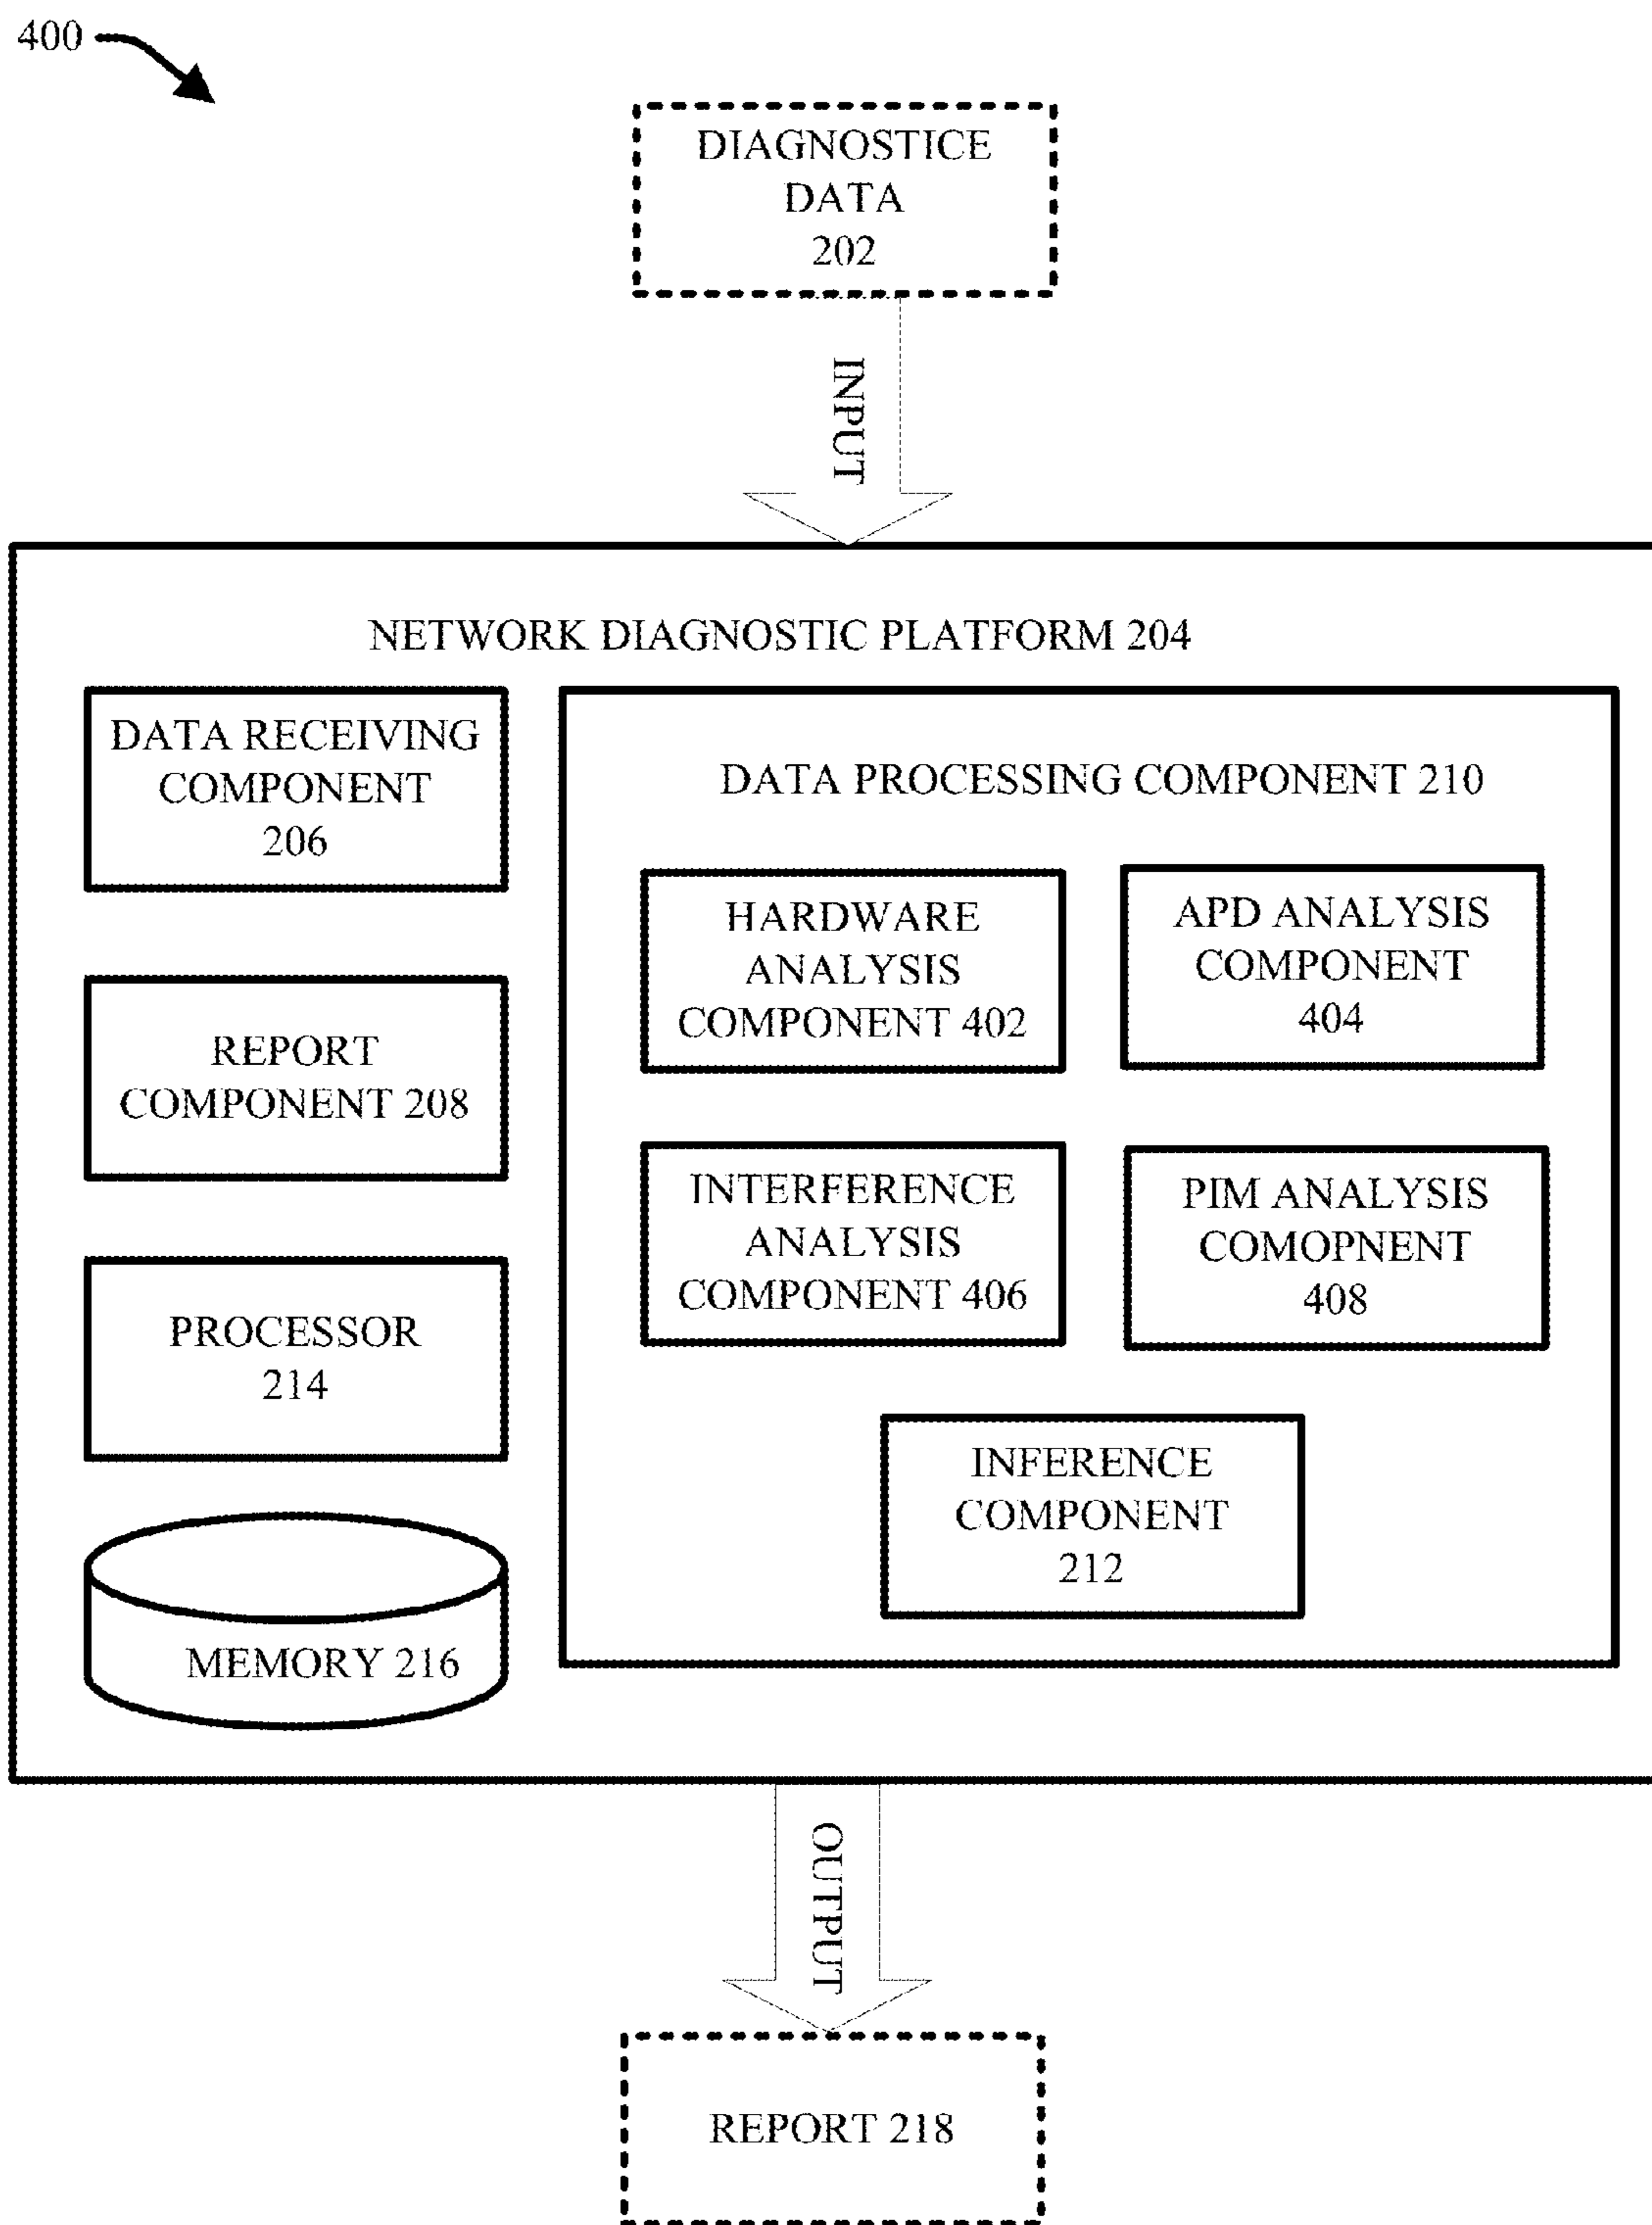 400
DIAGNOSTICE
DATA
202
INPUT
NETWORK DIAGNOSTIC PLATFORM 204
DATA RECEIVING
COMPONENT
206
REPORT
COMPONENT 208
PROCESSOR
214
MEMORY 216
DATA PROCESSING COMPONENT 210
HARDWARE
ANALYSIS
COMPONENT 402
APD ANALYSIS
COMPONENT
404
INTERFERENCE
ANALYSIS
COMPONENT 406
PIM ANALYSIS
COMOPNENT
408
INFERENCE
COMPONENT
212
OUTPUT
REPORT 218